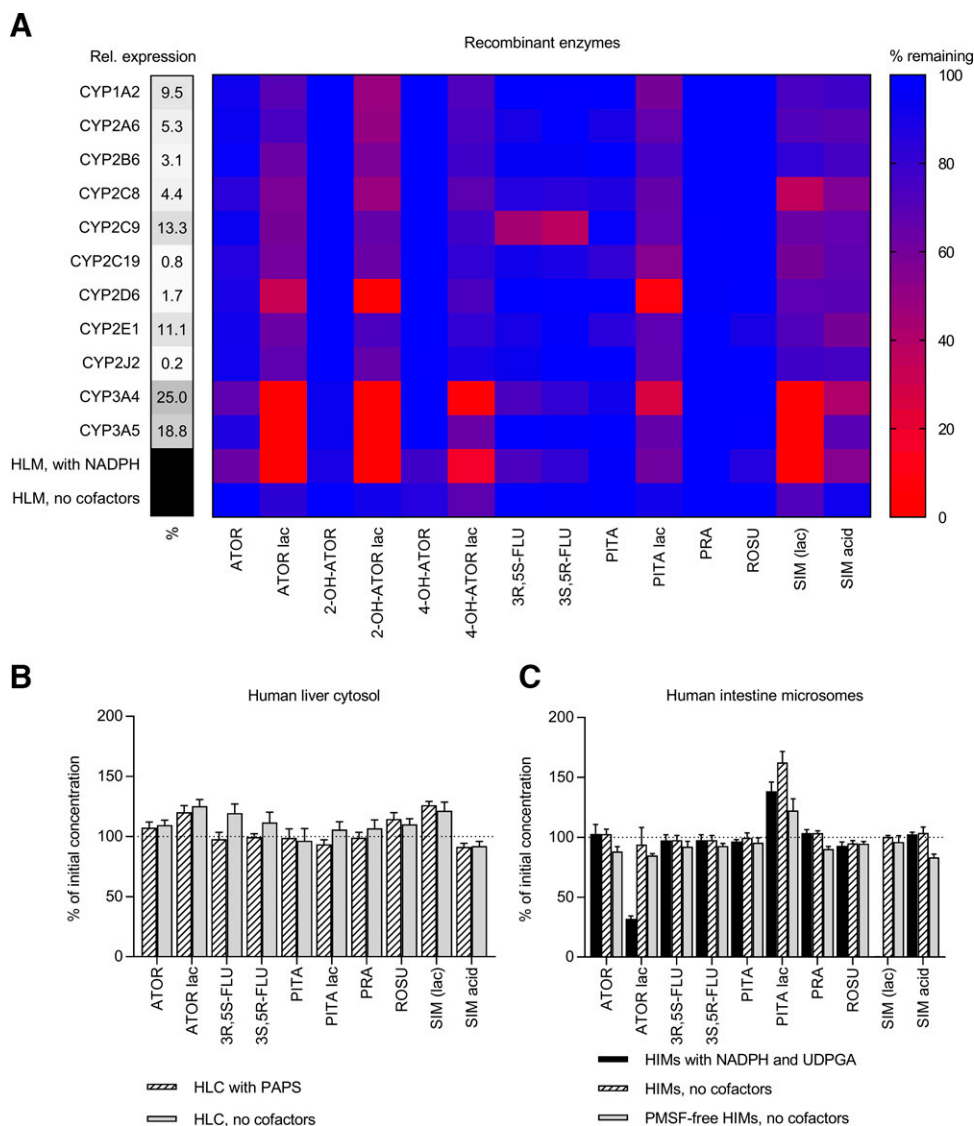 A
Recombinant enzymes
Rel. expression
% remaining
CYP1A2 9.5
CYP2A6 5.3
CYP2B6 3.1
CYP2C8 4.4
CYP2C9 13.3
CYP2C19 0.8
CYP2D6 1.7
CYP2E1 11.1
CYP2J2 0.2
CYP3A4 25.0
CYP3A5 18.8
HLM, with NADPH
HLM, no cofactors
%
100
80
60
40
20
0
ATOR
ATOR lac
2-OH-ATOR
2-OH-ATOR lac
4-OH-ATOR
4-OH-ATOR lac
3R,5S-FLU
3S,5R-FLU
PITA
PITA lac
PRA
ROSU
SIM (lac)
SIM acid
B
Human liver cytosol
% of initial concentration
200
150
100
50
0
ATOR
ATOR lac
3R,5S-FLU
3S,5R-FLU
PITA
PITA lac
PRA
ROSU
SIM (lac)
SIM acid
HLC with PAPS
HLC, no cofactors
C
Human intestine microsomes
% of initial concentration
200
150
100
50
0
ATOR
ATOR lac
3R,5S-FLU
3S,5R-FLU
PITA
PITA lac
PRA
ROSU
SIM (lac)
SIM acid
HIMs with NADPH and UDPGA
HIMs, no cofactors
PMSF-free HIMs, no cofactors